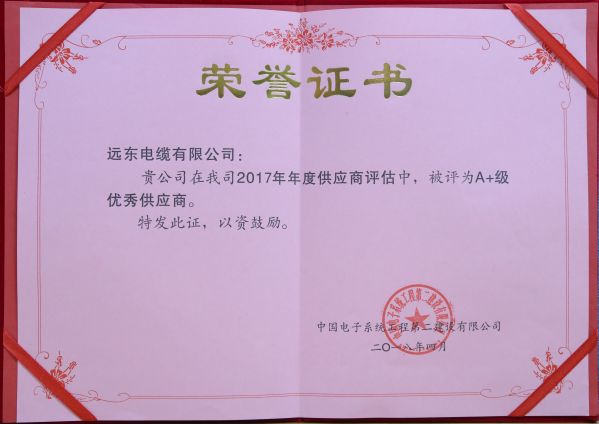 荣誉证书
远东电缆有限公司：
贵公司在我司2017年年度供应商评估中，被评为A+级
优秀供应商。
特发此证，以资鼓励。
中国电子系统工程第二建设有限公司
二〇一八年四月